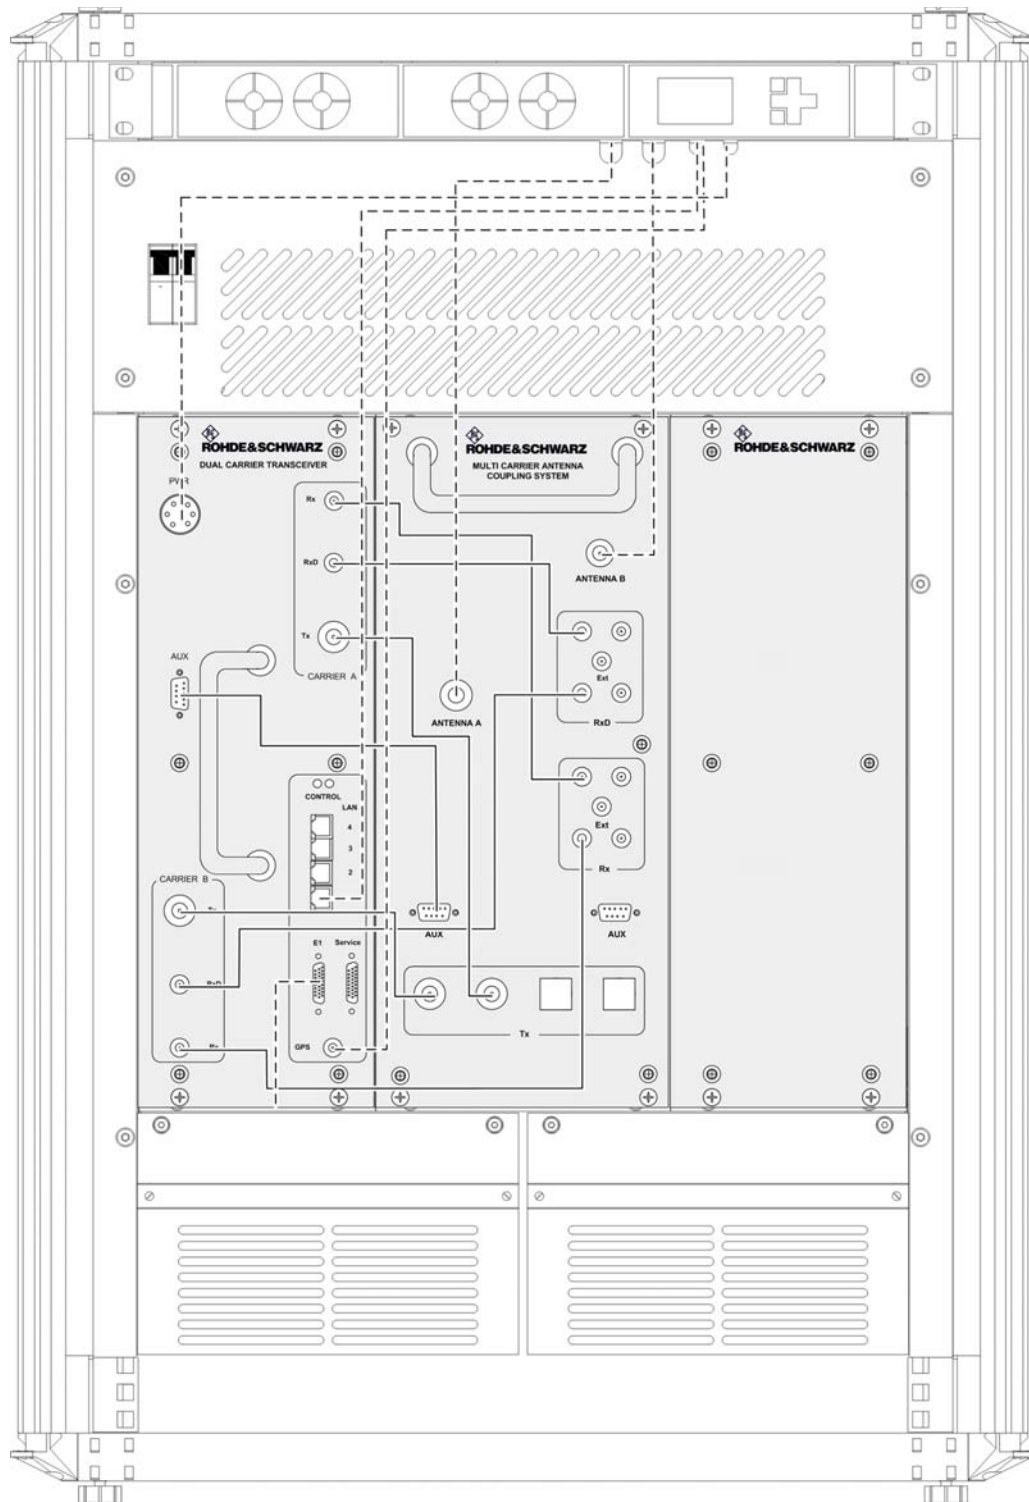 ROHDE&SCHWARZ
DUAL CARRIER TRANSCEIVER
PWR
Rx
RxD
Tx
CARRIER A
AUX
CONTROL
LAN
4
3
2
CARRIER B
E1
Service
GPS
ROHDE&SCHWARZ
MULTI CARRIER ANTENNA
COUPLING SYSTEM
ANTENNA B
ANTENNA A
Ext
RxD
Ext
Rx
AUX
AUX
Tx
ROHDE&SCHWARZ